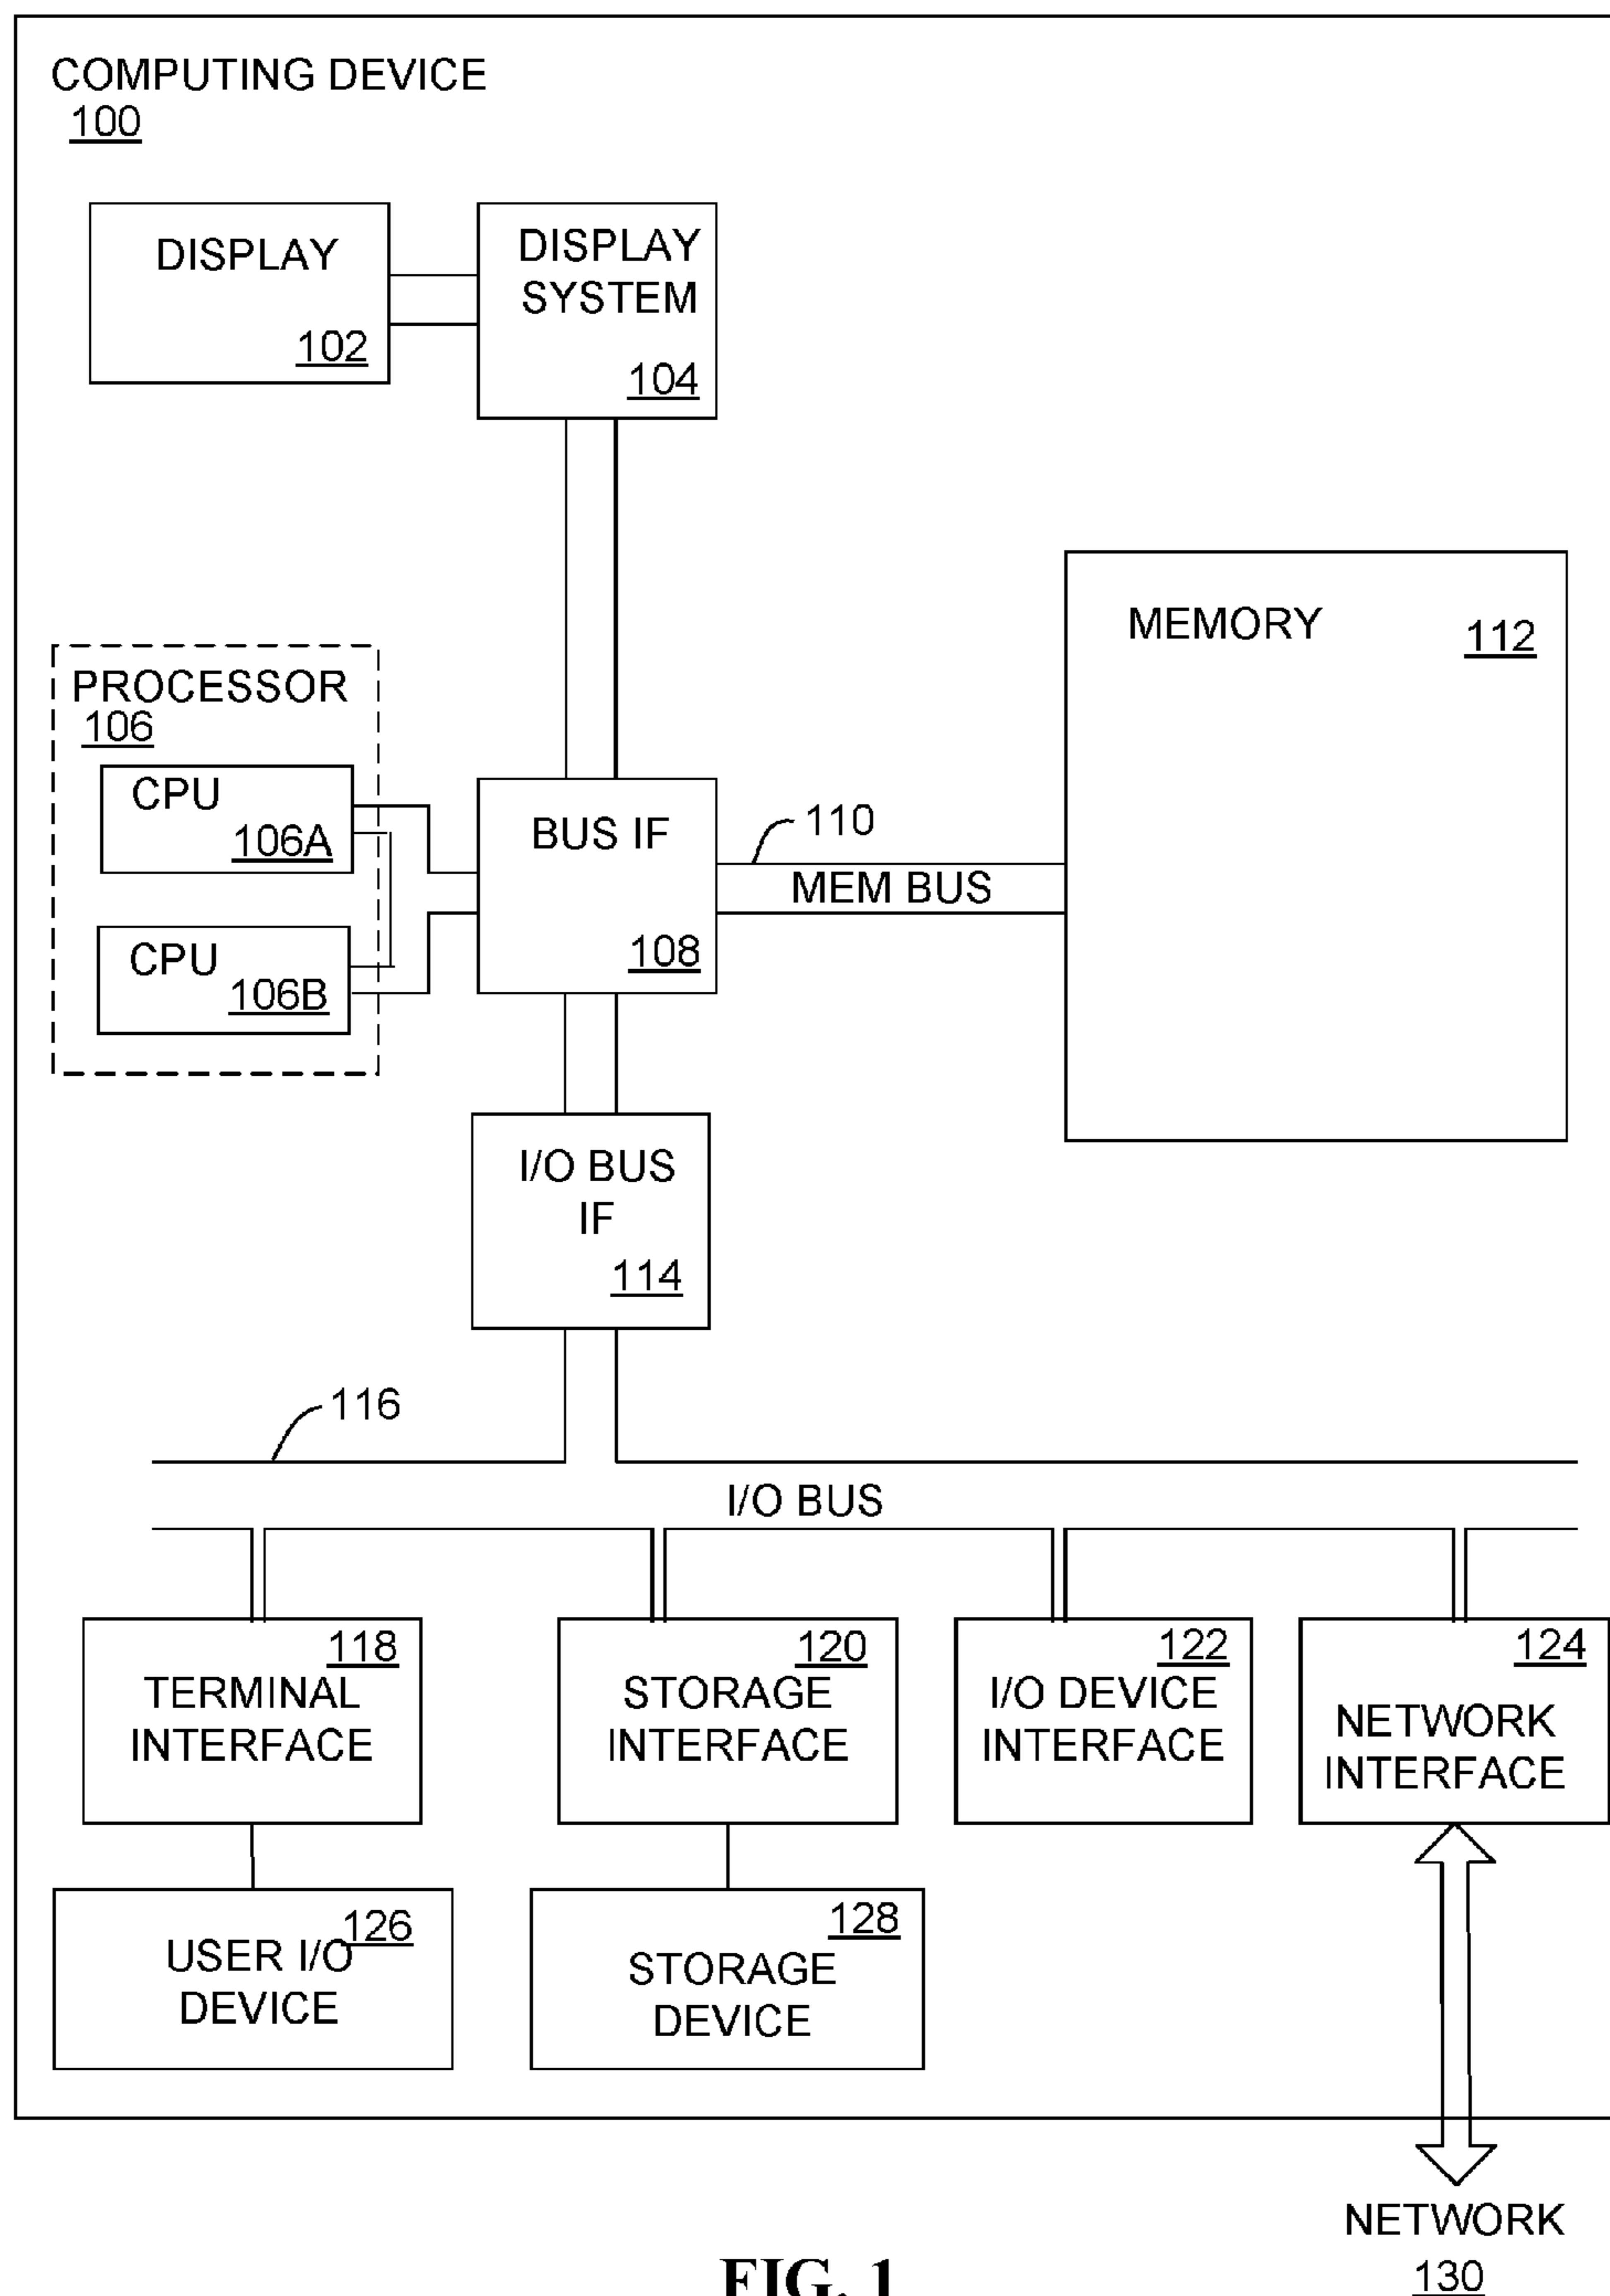 COMPUTING DEVICE
100
DISPLAY
102
DISPLAY
SYSTEM
104
PROCESSOR
106
CPU
106A
CPU
106B
BUS IF
108
110
MEM BUS
MEMORY
112
I/O BUS
IF
114
116
I/O BUS
118
TERMINAL
INTERFACE
120
STORAGE
INTERFACE
122
I/O DEVICE
INTERFACE
124
NETWORK
INTERFACE
126
USER I/O
DEVICE
128
STORAGE
DEVICE
NETWORK
130
FIG. 1